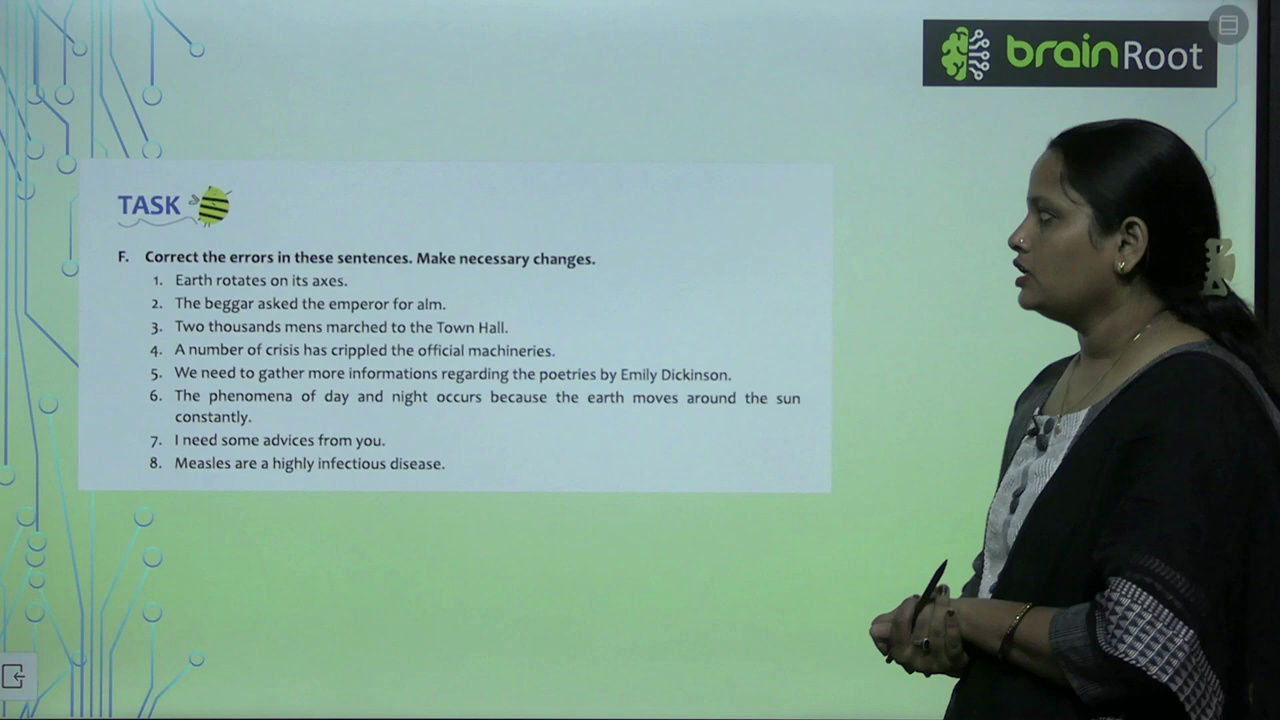 brainRoot
TASK
F. Correct the errors in these sentences. Make necessary changes.
1. Earth rotates on its axes.
2. The beggar asked the emperor for alm.
3. Two thousands mens marched to the Town Hall.
4. A number of crisis has crippled the official machineries.
5. We need to gather more informations regarding the poetries by Emily Dickinson.
6. The phenomena of day and night occurs because the earth moves around the sun
constantly.
7. I need some advices from you.
8. Measles are a highly infectious disease.